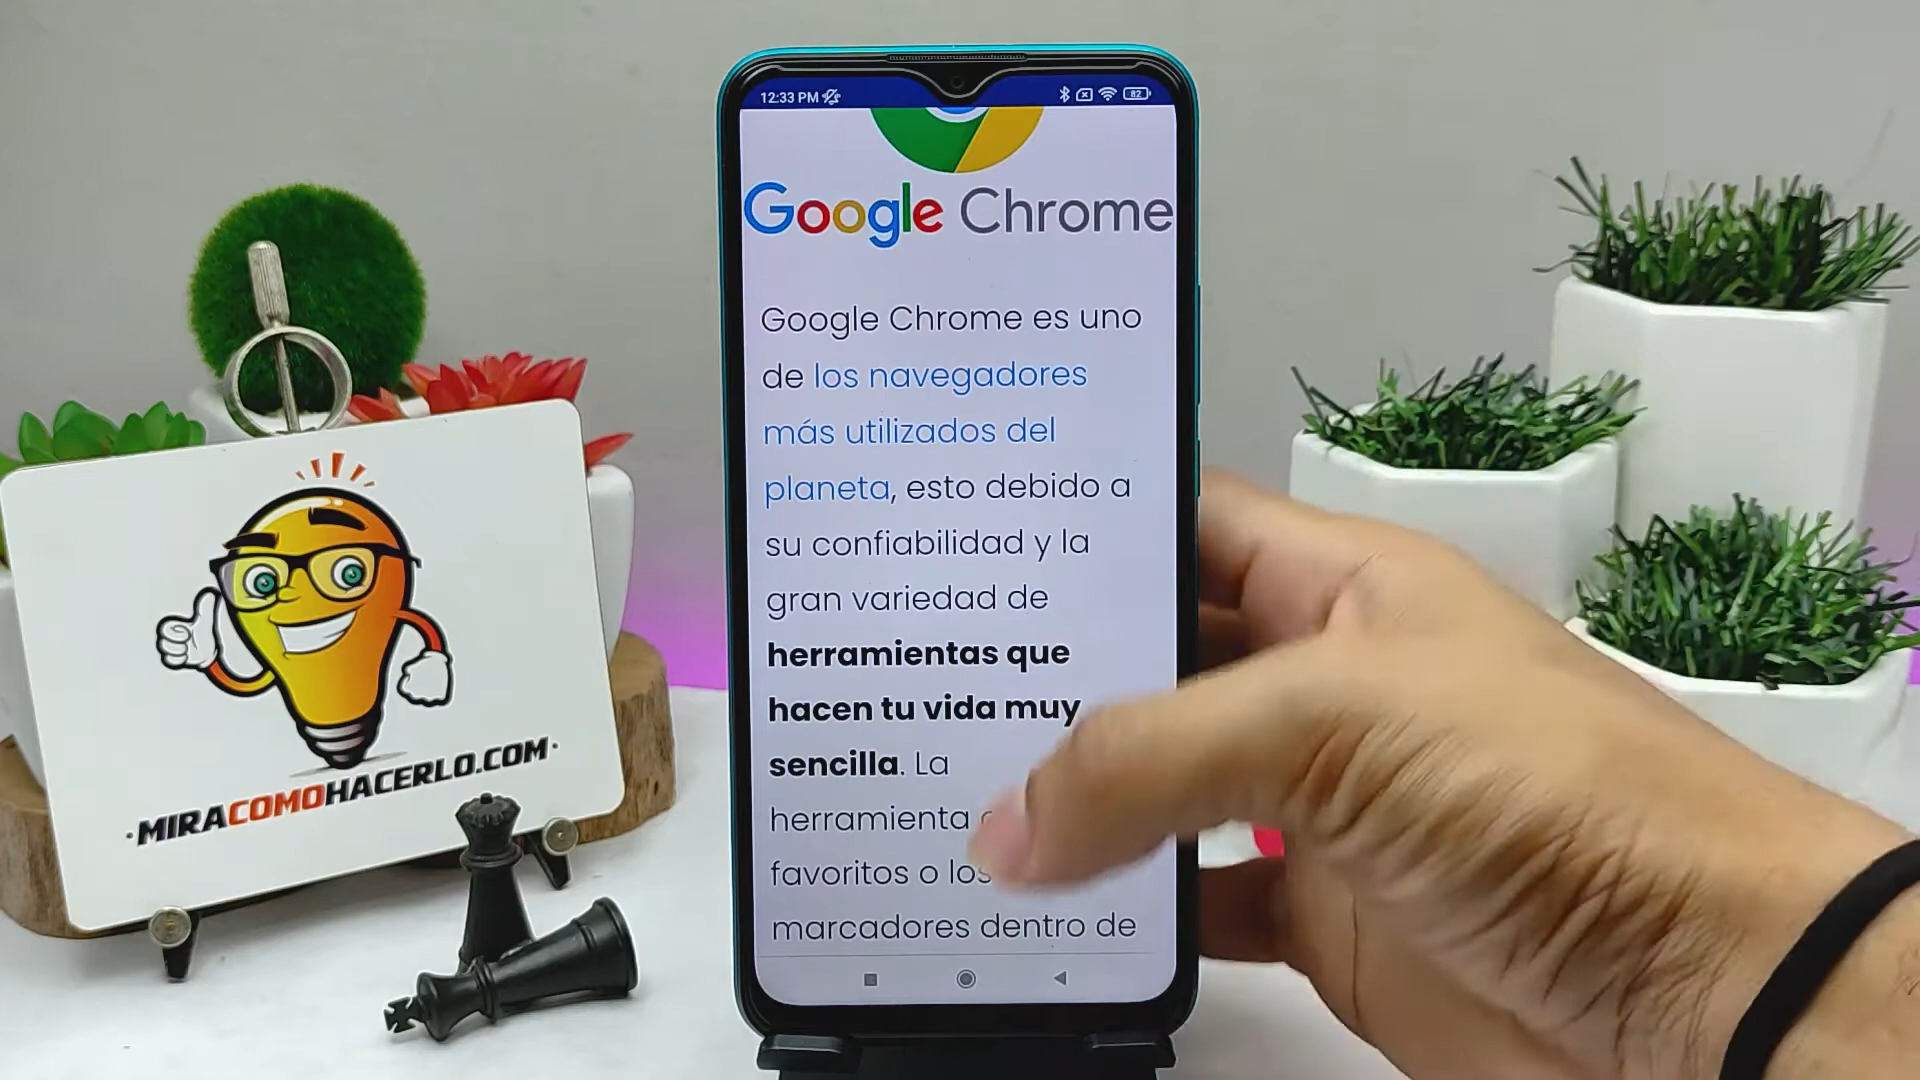 12:33 PM
82
Google Chrome
Google Chrome es uno
de los navegadores
más utilizados del
planeta, esto debido a
su confiabilidad y la
gran variedad de
herramientas que
hacen tu vida muy
sencilla. La
herramienta
favoritos o los
marcadores dentro de
·MIRACOMOHACERLO.COM·